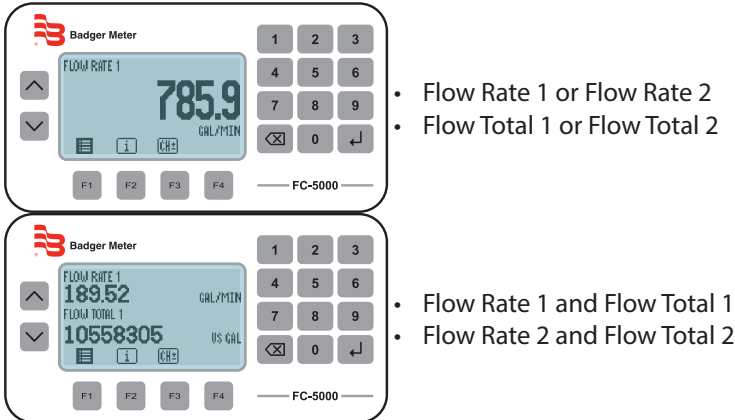 Badger Meter
FLOW RATE 1
785.9
GAL/MIN
i
CH±
F1 F2 F3 F4
1 2 3
4 5 6
7 8 9
0
FC-5000
• Flow Rate 1 or Flow Rate 2
• Flow Total 1 or Flow Total 2
Badger Meter
FLOW RATE 1
189.52 GAL/MIN
FLOW TOTAL 1
10558305 US GAL
i
CH±
F1 F2 F3 F4
1 2 3
4 5 6
7 8 9
0
FC-5000
• Flow Rate 1 and Flow Total 1
• Flow Rate 2 and Flow Total 2